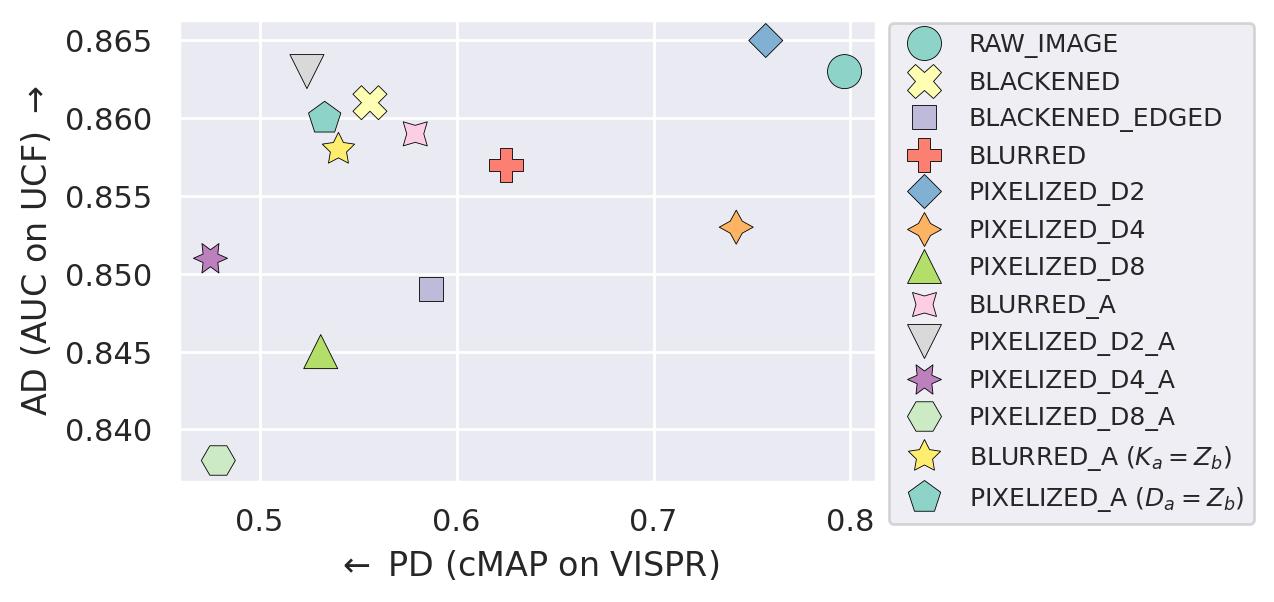 AD (AUC on UCF) →
0.865
0.860
0.855
0.850
0.845
0.840
0.5 0.6 0.7 0.8
← PD (cMAP on VISPR)
RAW_IMAGE
BLACKENED
BLACKENED_EDGED
BLURRED
PIXELIZED_D2
PIXELIZED_D4
PIXELIZED_D8
BLURRED_A
PIXELIZED_D2_A
PIXELIZED_D4_A
PIXELIZED_D8_A
BLURRED_A (Kₐ = Z_b)
PIXELIZED_A (Dₐ = Z_b)